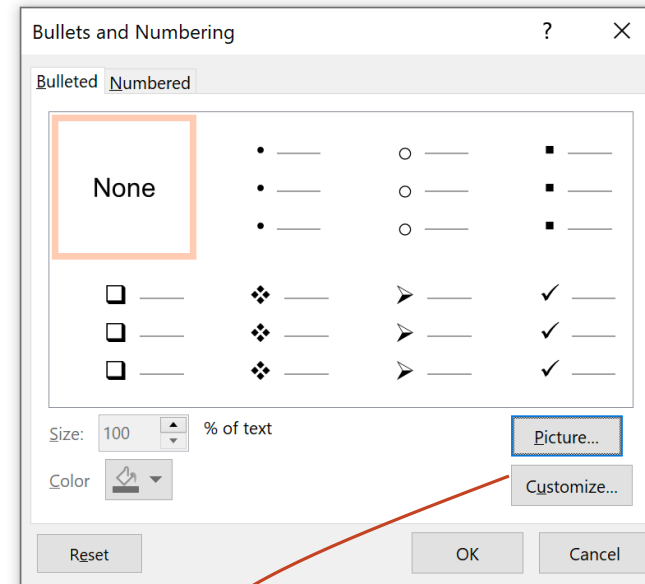 Bullets and Numbering ?
Bulleted Numbered
None
Size: 100 % of text
Picture...
Color
Customize...
Reset OK Cancel